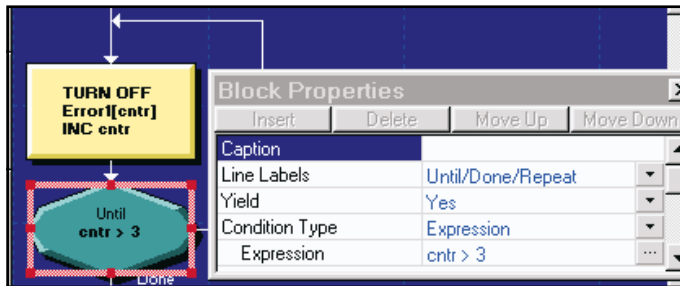 TURN OFF
Error1[cntr]
INC cntr
Until
cntr > 3
Done
Block Properties
Insert Delete Move Up Move Down
Caption
Line Labels Until/Done/Repeat
Yield Yes
Condition Type Expression
Expression cntr > 3